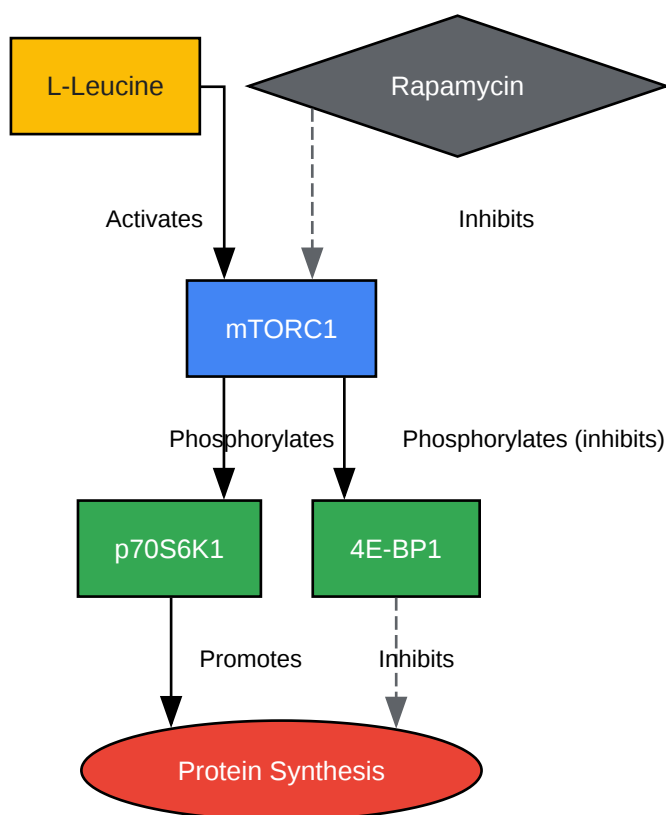 L-Leucine
Rapamycin
Activates
Inhibits
mTORC1
Phosphorylates
Phosphorylates (inhibits)
p70S6K1
4E-BP1
Promotes
Inhibits
Protein Synthesis